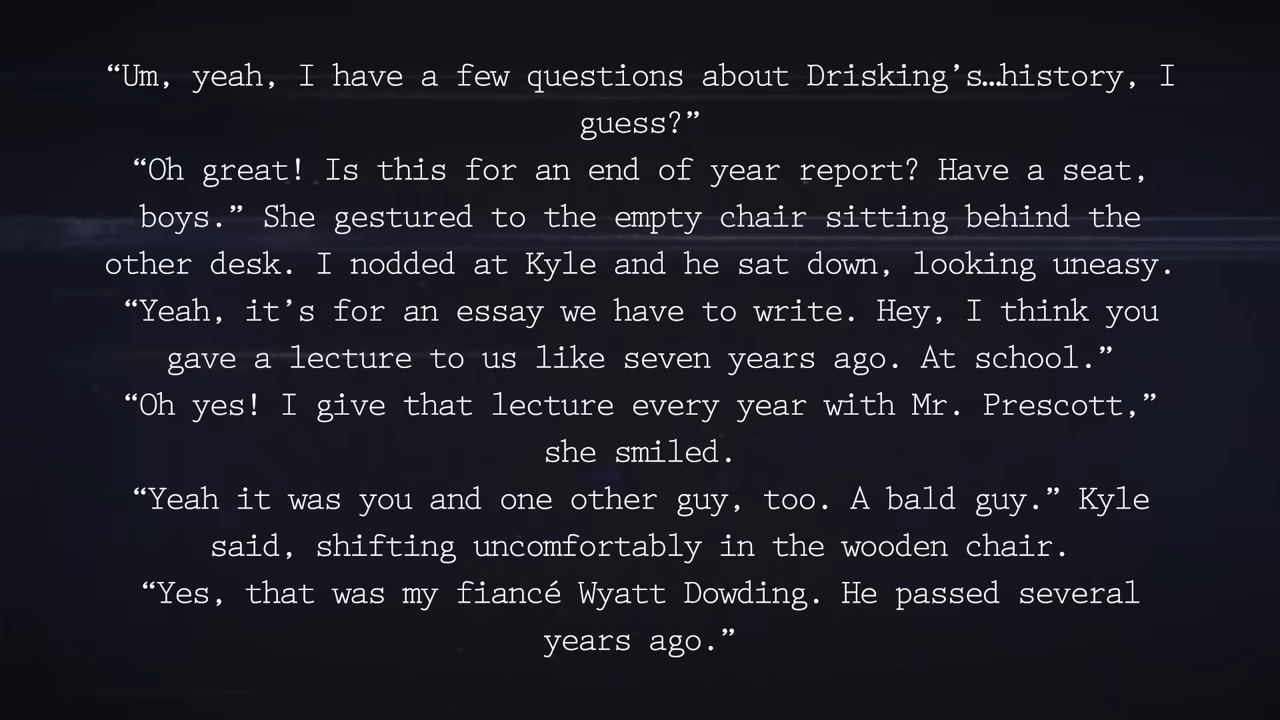 “Um, yeah, I have a few questions about Drisking’s…history, I
guess?”
“Oh great! Is this for an end of year report? Have a seat,
boys.” She gestured to the empty chair sitting behind the
other desk. I nodded at Kyle and he sat down, looking uneasy.
“Yeah, it’s for an essay we have to write. Hey, I think you
gave a lecture to us like seven years ago. At school.”
“Oh yes! I give that lecture every year with Mr. Prescott,”
she smiled.
“Yeah it was you and one other guy, too. A bald guy.” Kyle
said, shifting uncomfortably in the wooden chair.
“Yes, that was my fiancé Wyatt Dowding. He passed several
years ago.”